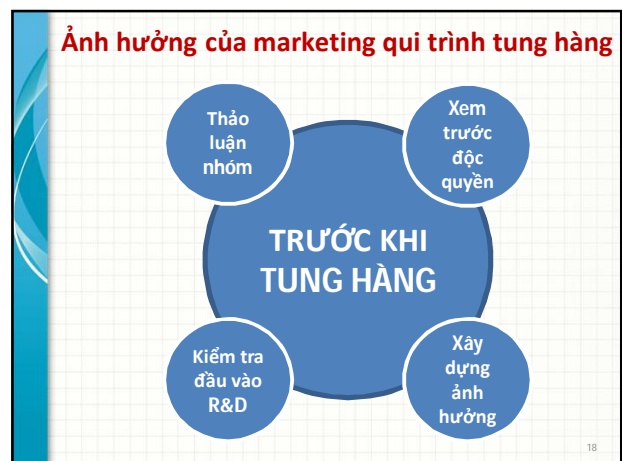 Ảnh hưởng của marketing qui trình tung hàng
Thảo
luận
nhóm
Xem
trước
độc
quyền
TRƯỚC KHI
TUNG HÀNG
Kiểm tra
đầu vào
R&D
Xây
dựng
ảnh
hưởng
18